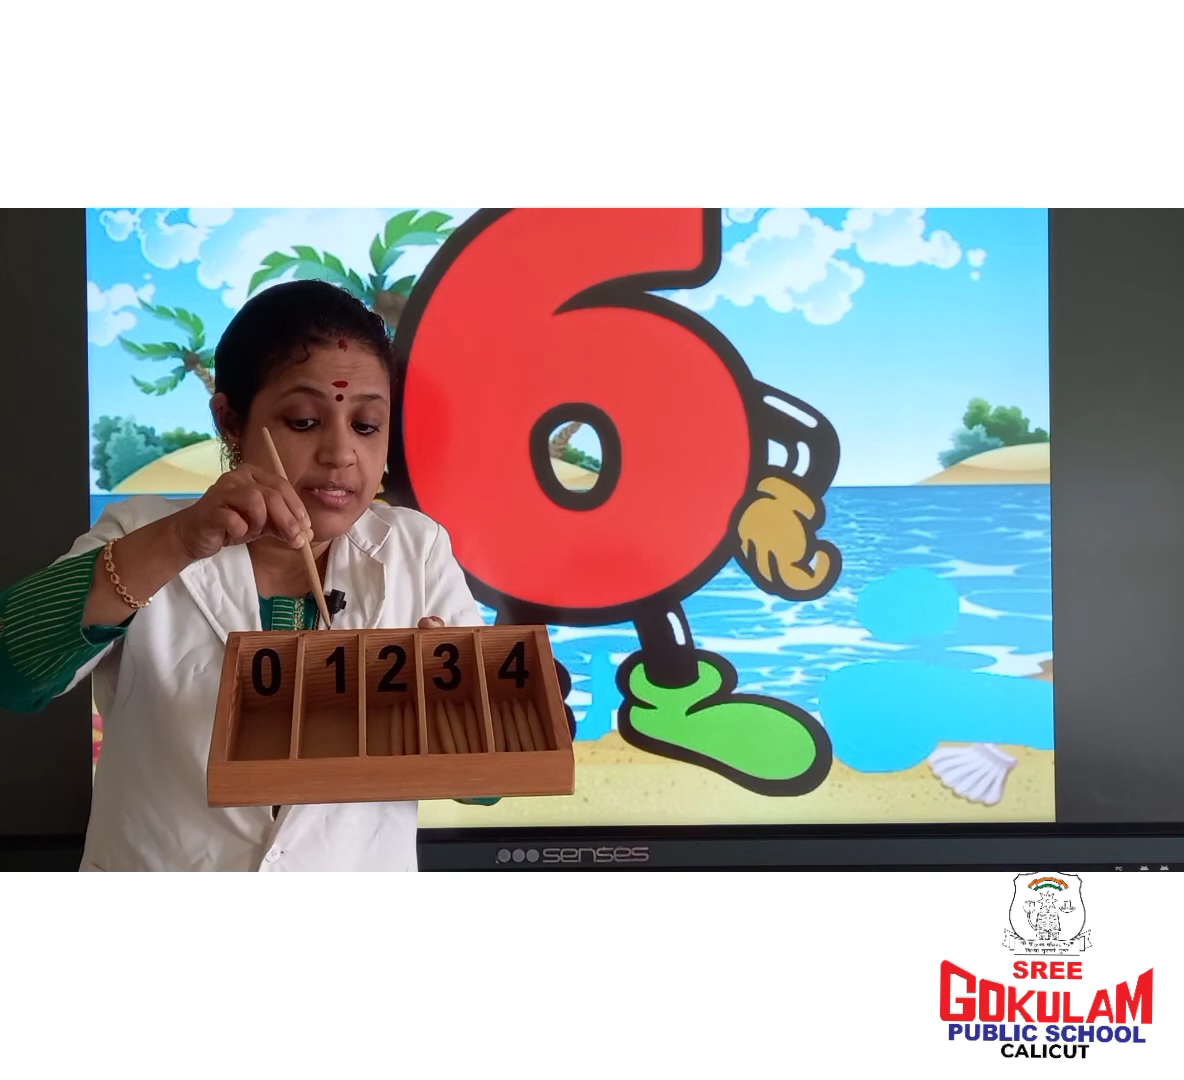 6
0 1 2 3 4
senses
SREE
GOKULAM
PUBLIC SCHOOL
CALICUT